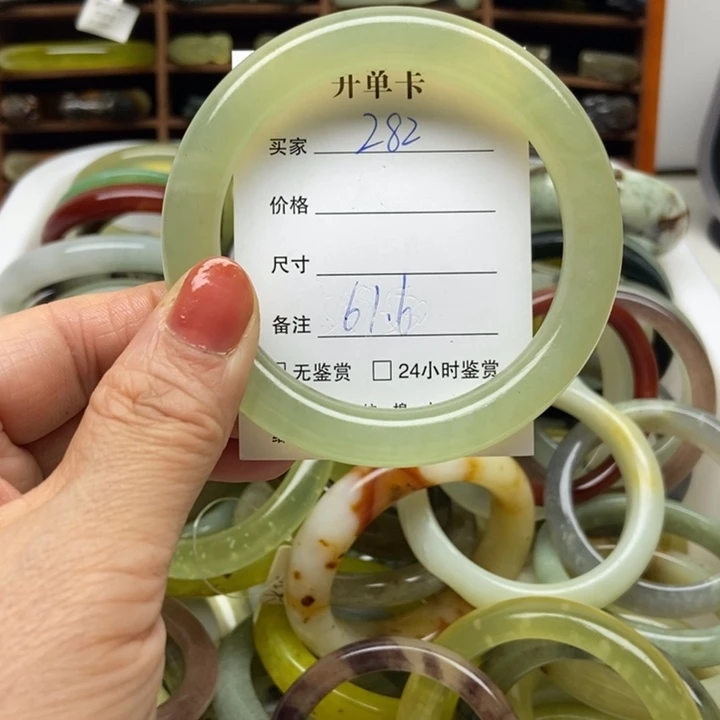 开单卡
买家 282
价格
尺寸
备注 61.6
无鉴赏 □ 24小时鉴赏